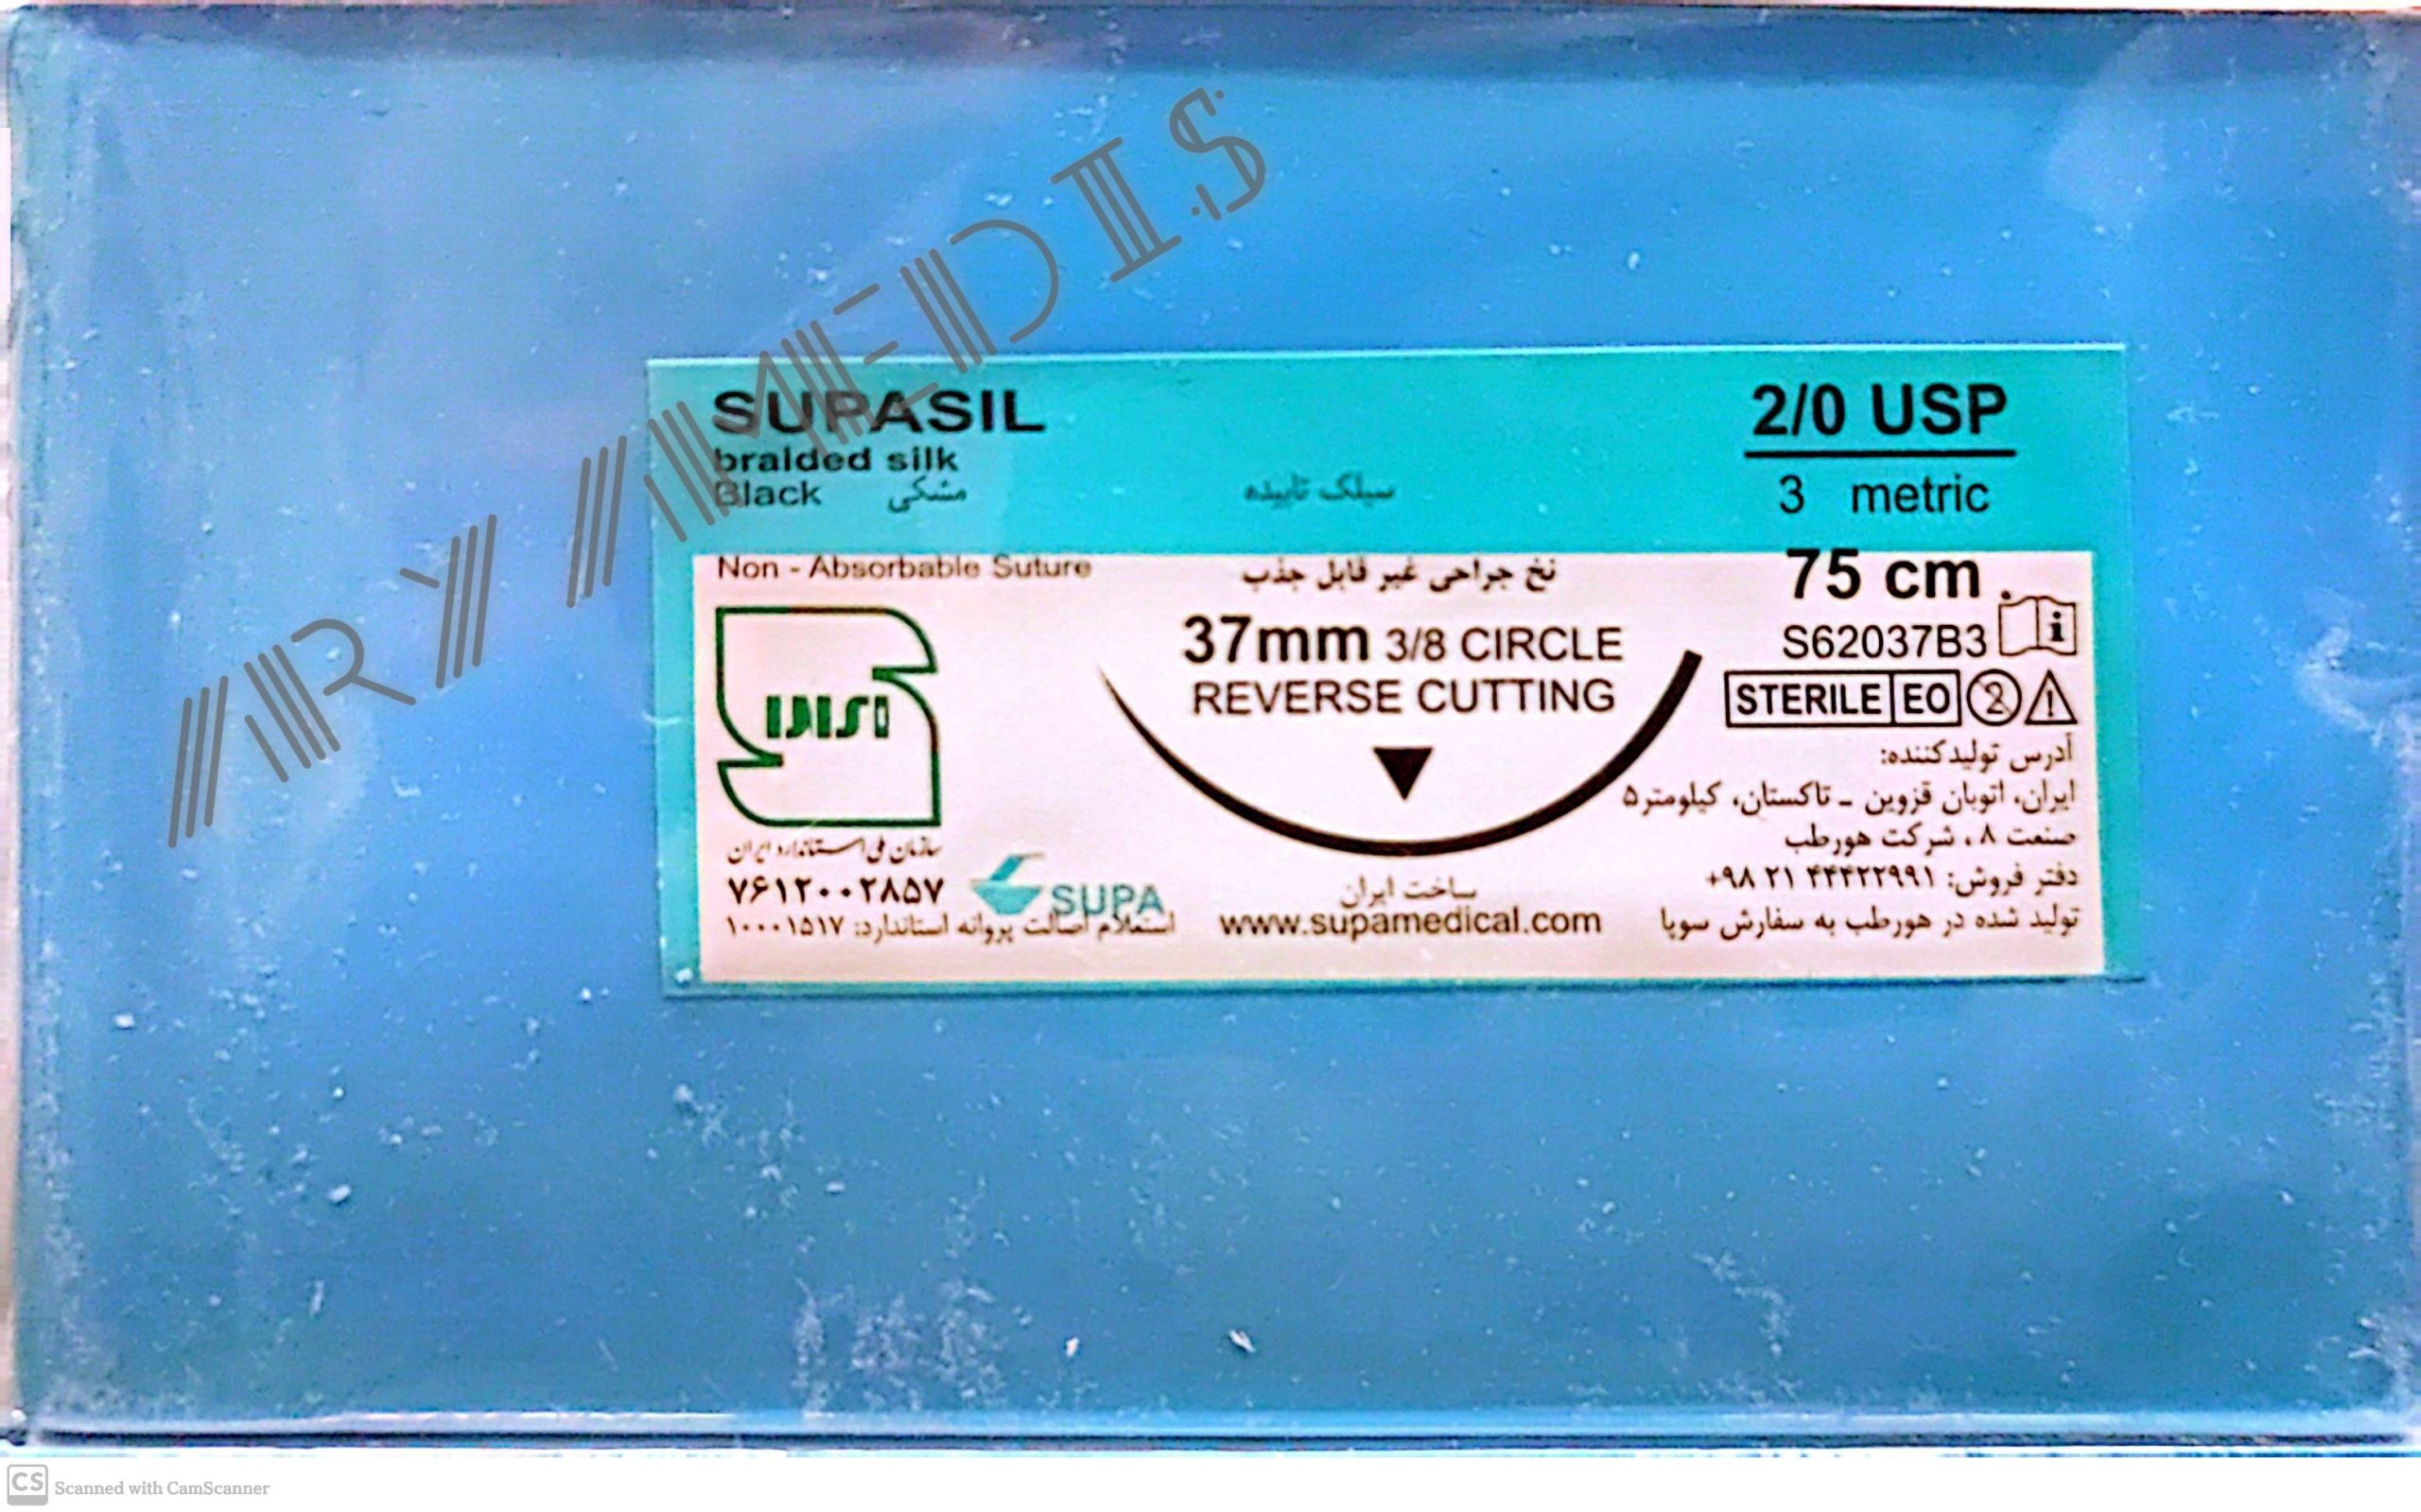 ARYAMEDIS
SUPASIL
braided silk
Black مشکی
سیلک تابیده
2/0 USP
3 metric
Non - Absorbable Suture
نخ جراحی غیر قابل جذب
75 cm
37mm 3/8 CIRCLE
REVERSE CUTTING
S62037B3
STERILE EO 2
آدرس تولیدکننده:
ایران، اتوبان قزوین - تاکستان، کیلومتر۵
صنعت ۸ ، شرکت هورطب
دفتر فروش: ۴۴۴۲۲۹۹۱ ۲۱ ۹۸+
تولید شده در هورطب به سفارش سوپا
سازمان ملی استاندارد ایران
۷۶۱۲۰۰۲۸۵۷
SUPA
استعلام اصالت پروانه استاندارد: ۱۰۰۰۱۵۱۷
ساخت ایران
www.supamedical.com
CS Scanned with CamScanner